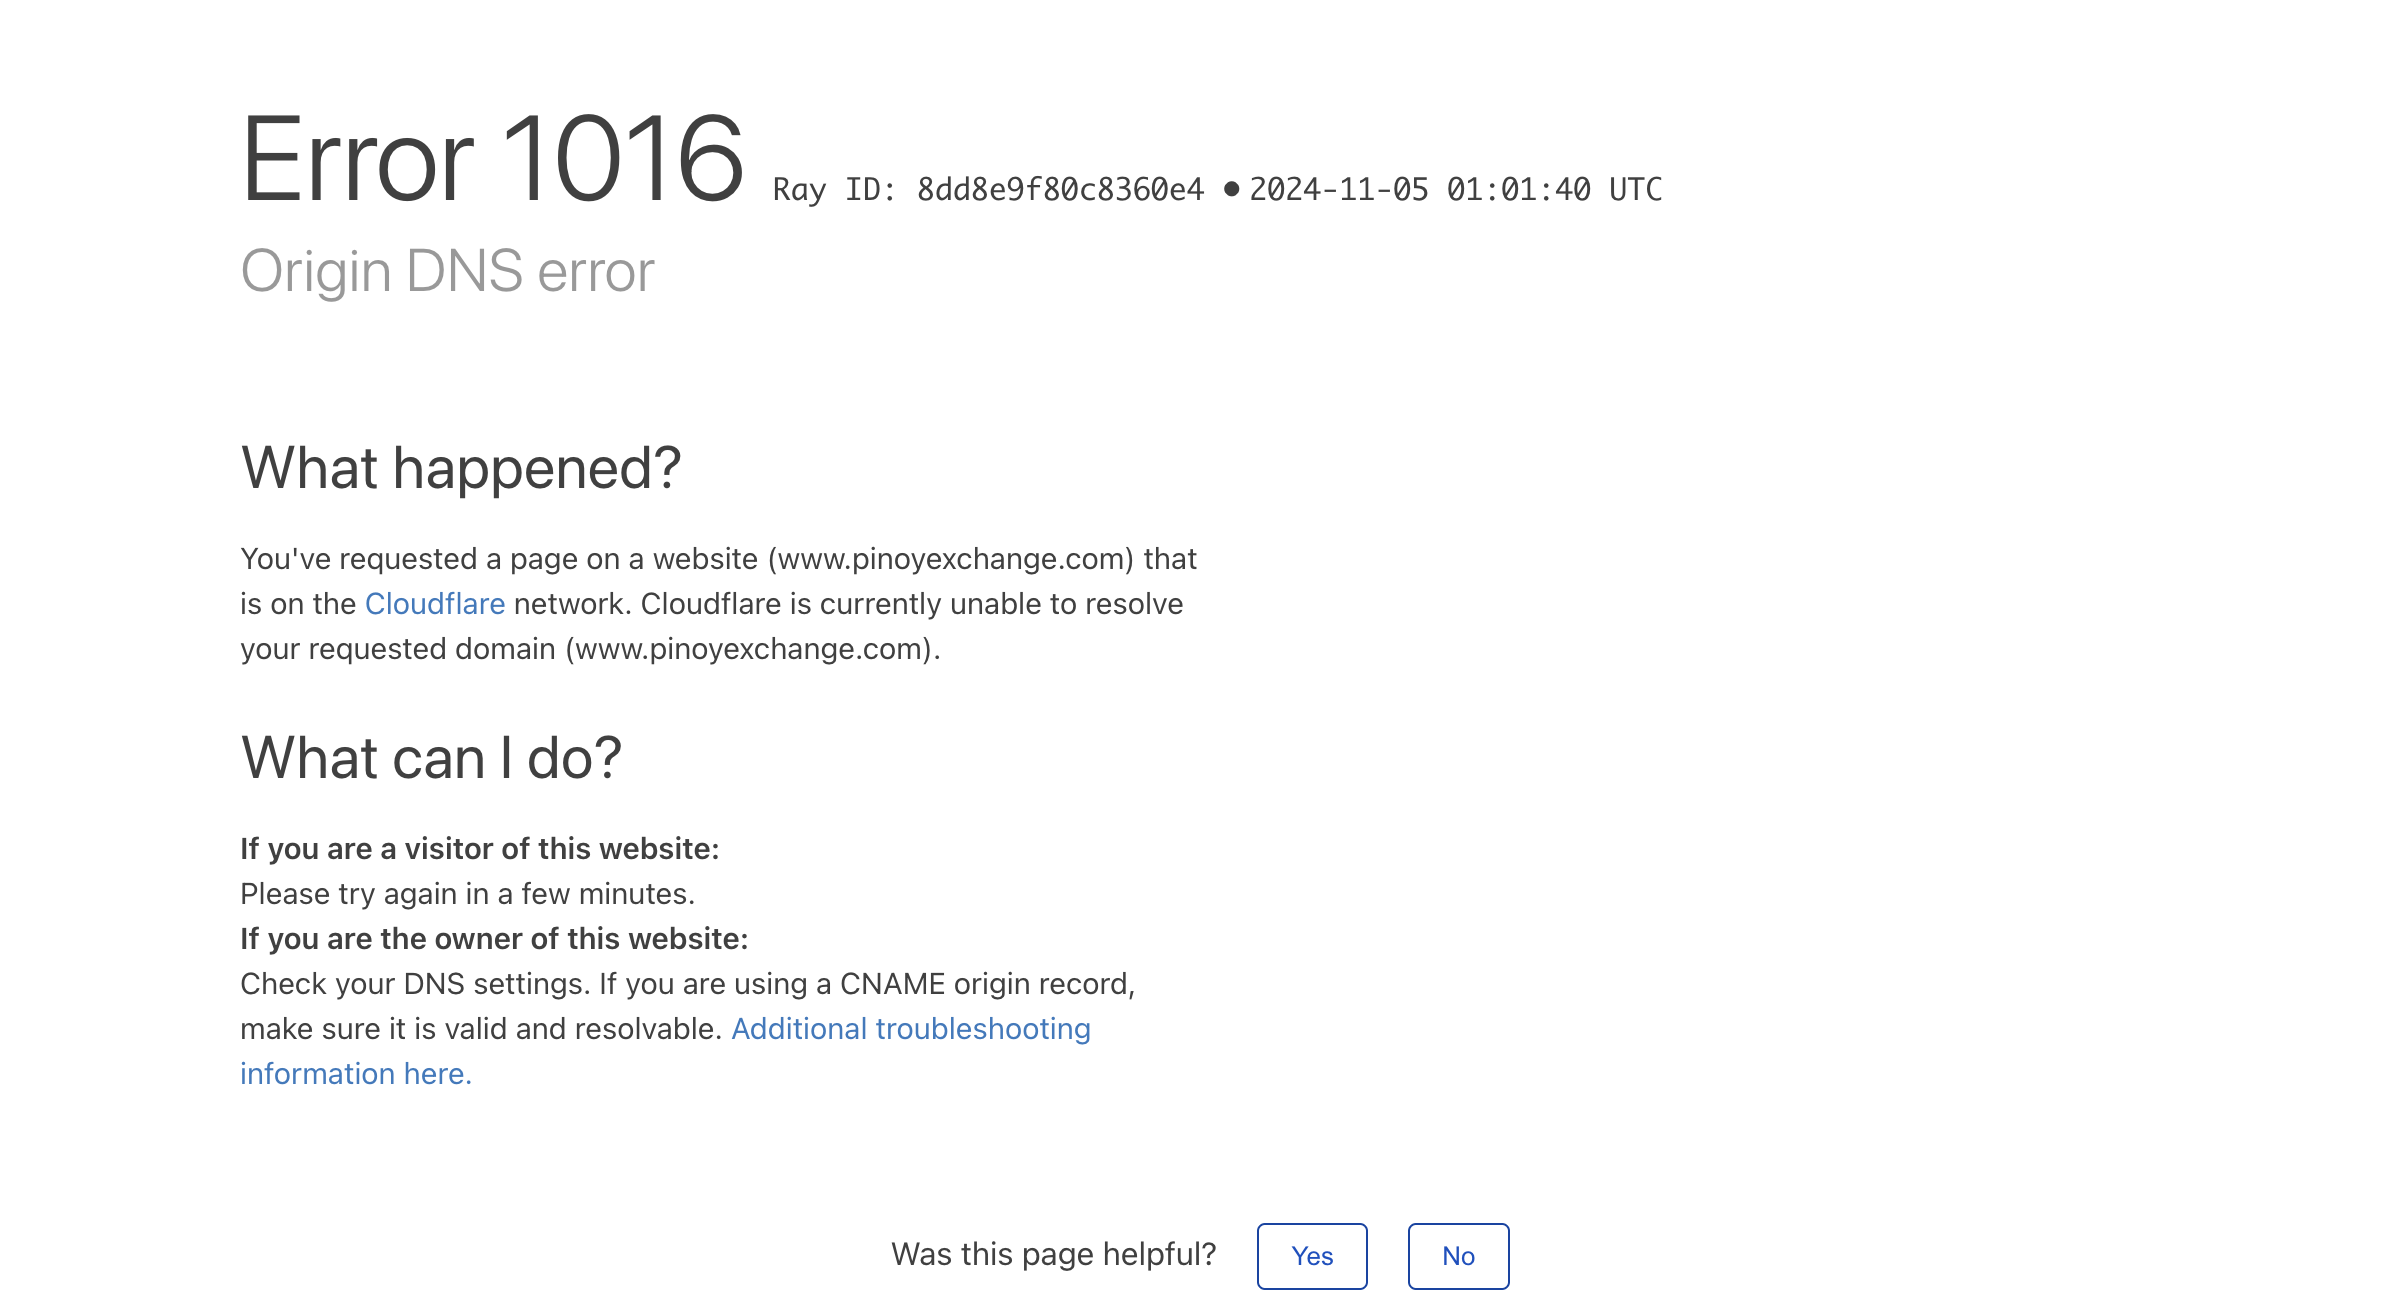 Error 1016 Ray ID: 8dd8e9f80c8360e4 • 2024-11-05 01:01:40 UTC
Origin DNS error
What happened?
You've requested a page on a website (www.pinoyexchange.com) that
is on the Cloudflare network. Cloudflare is currently unable to resolve
your requested domain (www.pinoyexchange.com).
What can I do?
If you are a visitor of this website:
Please try again in a few minutes.
If you are the owner of this website:
Check your DNS settings. If you are using a CNAME origin record,
make sure it is valid and resolvable. Additional troubleshooting
information here.
Was this page helpful? Yes No